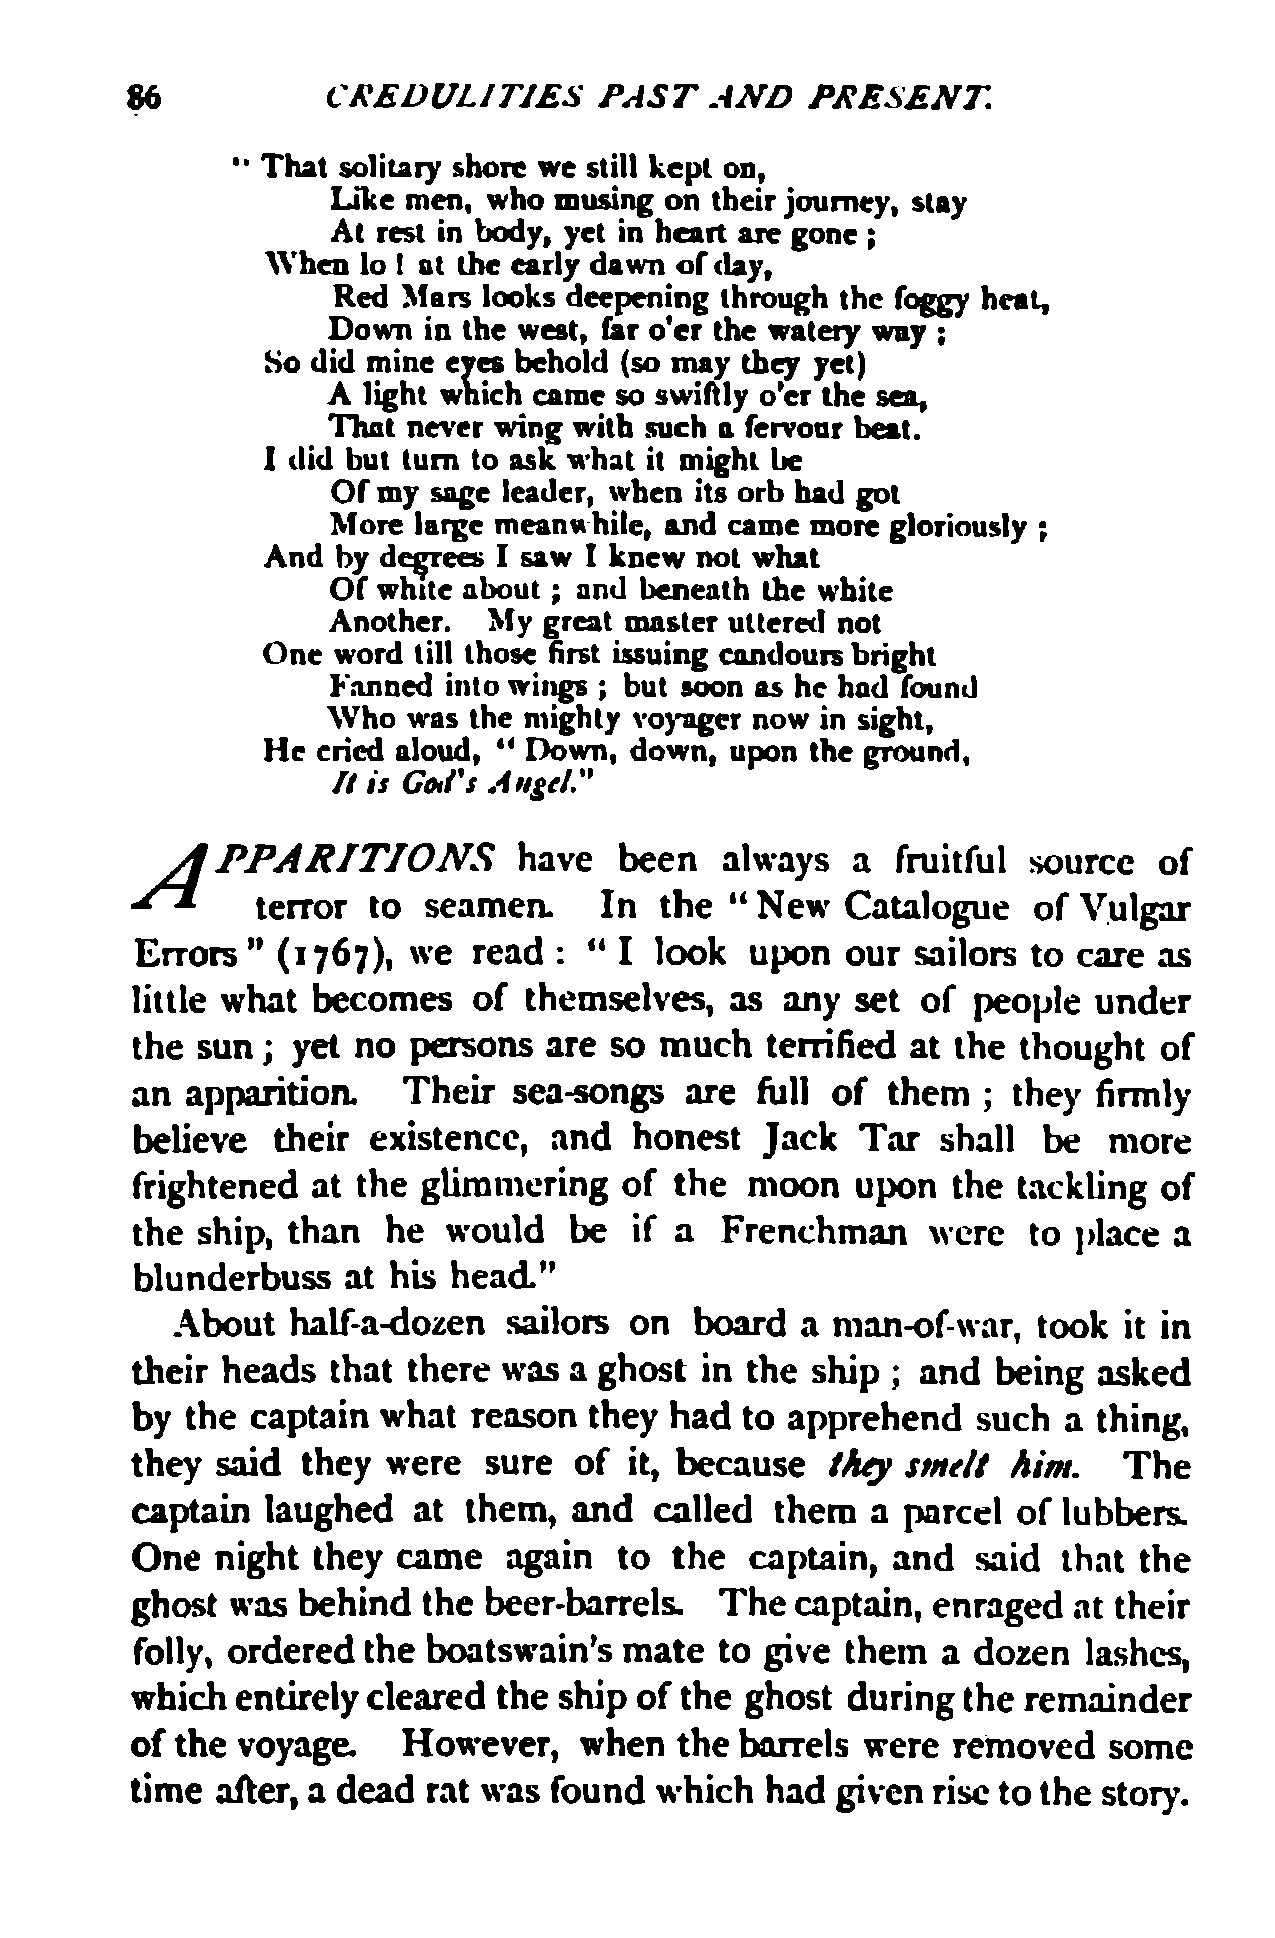 86 CREDULITIES PAST AND PRESENT.
" That solitary shore we still kept on,
Like men, who musing on their journey, stay
At rest in body, yet in heart are gone ;
When lo ! at the early dawn of day,
Red Mars looks deepening through the foggy heat,
Down in the west, far o'er the watery way ;
So did mine eyes behold (so may they yet)
A light which came so swiftly o'er the sea,
That never wing with such a fervour beat.
I did but turn to ask what it might be
Of my sage leader, when its orb had got
More large meanwhile, and came more gloriously ;
And by degrees I saw I knew not what
Of white about ; and beneath the white
Another. My great master uttered not
One word till those first issuing candours bright
Fanned into wings ; but soon as he had found
Who was the mighty voyager now in sight,
He cried aloud, " Down, down, upon the ground,
It is God's Angel."
APPARITIONS have been always a fruitful source of
terror to seamen. In the " New Catalogue of Vulgar
Errors " (1767), we read : " I look upon our sailors to care as
little what becomes of themselves, as any set of people under
the sun ; yet no persons are so much terrified at the thought of
an apparition. Their sea-songs are full of them ; they firmly
believe their existence, and honest Jack Tar shall be more
frightened at the glimmering of the moon upon the tackling of
the ship, than he would be if a Frenchman were to place a
blunderbuss at his head."
About half-a-dozen sailors on board a man-of-war, took it in
their heads that there was a ghost in the ship ; and being asked
by the captain what reason they had to apprehend such a thing,
they said they were sure of it, because they smelt him. The
captain laughed at them, and called them a parcel of lubbers.
One night they came again to the captain, and said that the
ghost was behind the beer-barrels. The captain, enraged at their
folly, ordered the boatswain's mate to give them a dozen lashes,
which entirely cleared the ship of the ghost during the remainder
of the voyage. However, when the barrels were removed some
time after, a dead rat was found which had given rise to the story.